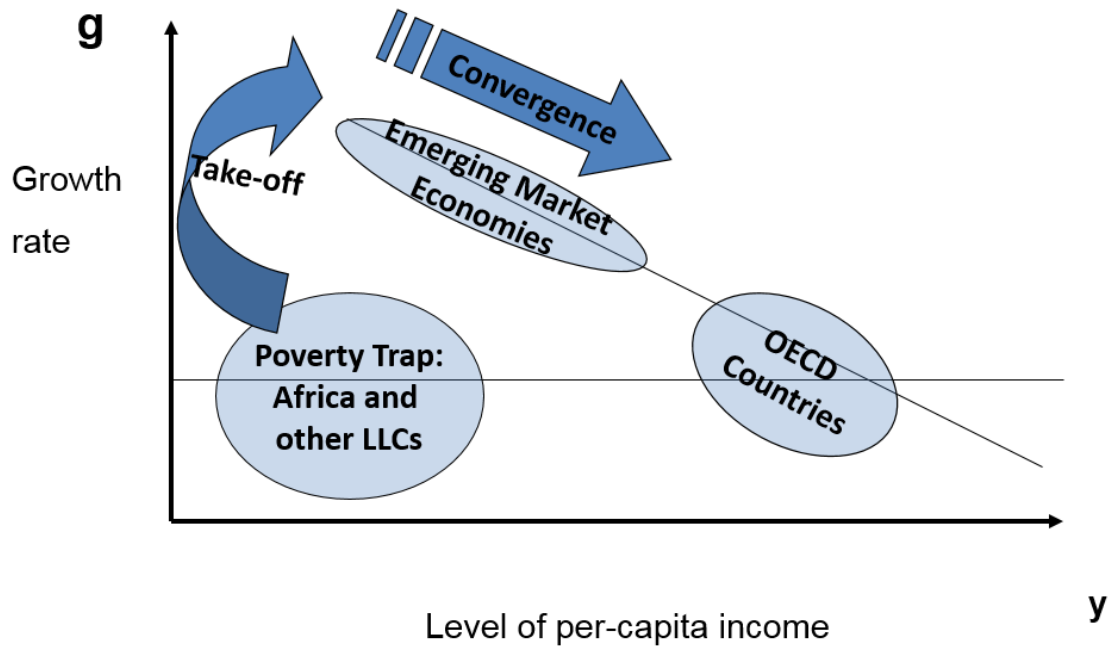 g
Growth
rate
Take-off
Convergence
Emerging Market
Economies
Poverty Trap:
Africa and
other LLCs
OECD
Countries
y
Level of per-capita income